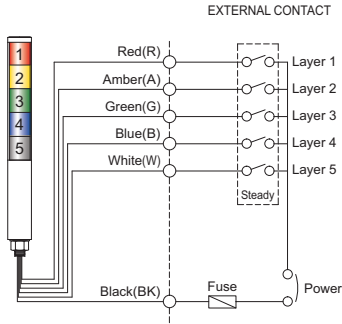 EXTERNAL CONTACT
1
2
3
4
5
Red(R)
Layer 1
Amber(A)
Layer 2
Green(G)
Layer 3
Blue(B)
Layer 4
White(W)
Layer 5
Steady
Black(BK)
Fuse
Power